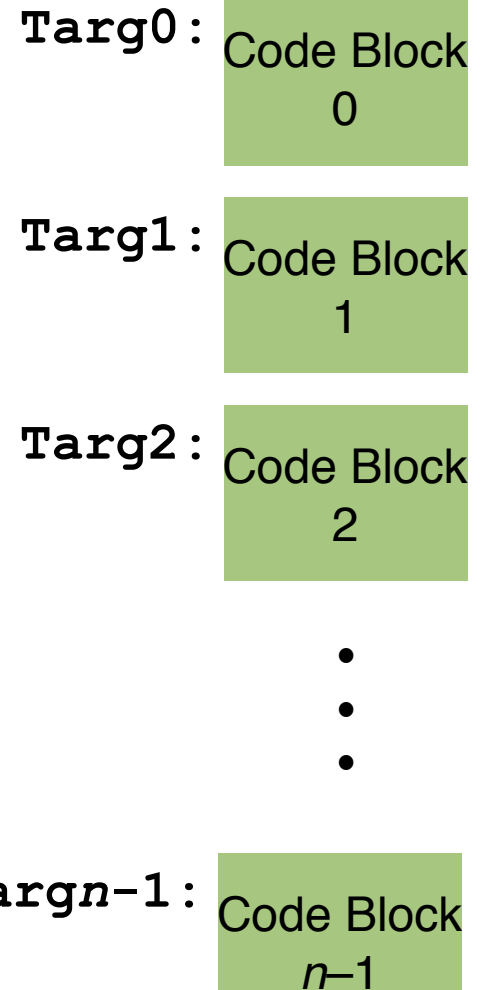 Targ0:
Code Block
0
Targ1:
Code Block
1
Targ2:
Code Block
2
•
•
•
argn-1:
Code Block
n–1